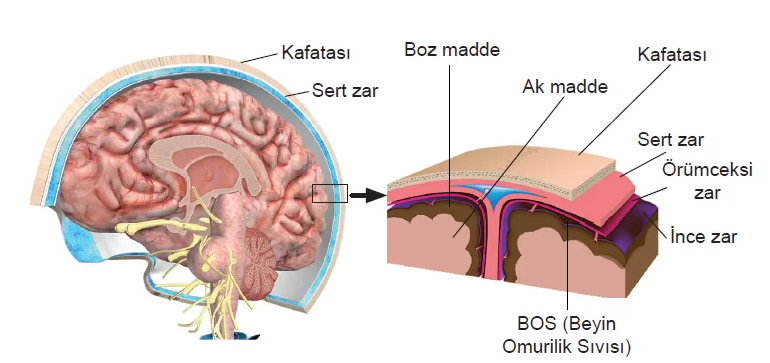 Kafatası
Sert zar
Boz madde
Ak madde
Kafatası
Sert zar
Örümceksi
zar
İnce zar
BOS (Beyin
Omurilik Sıvısı)